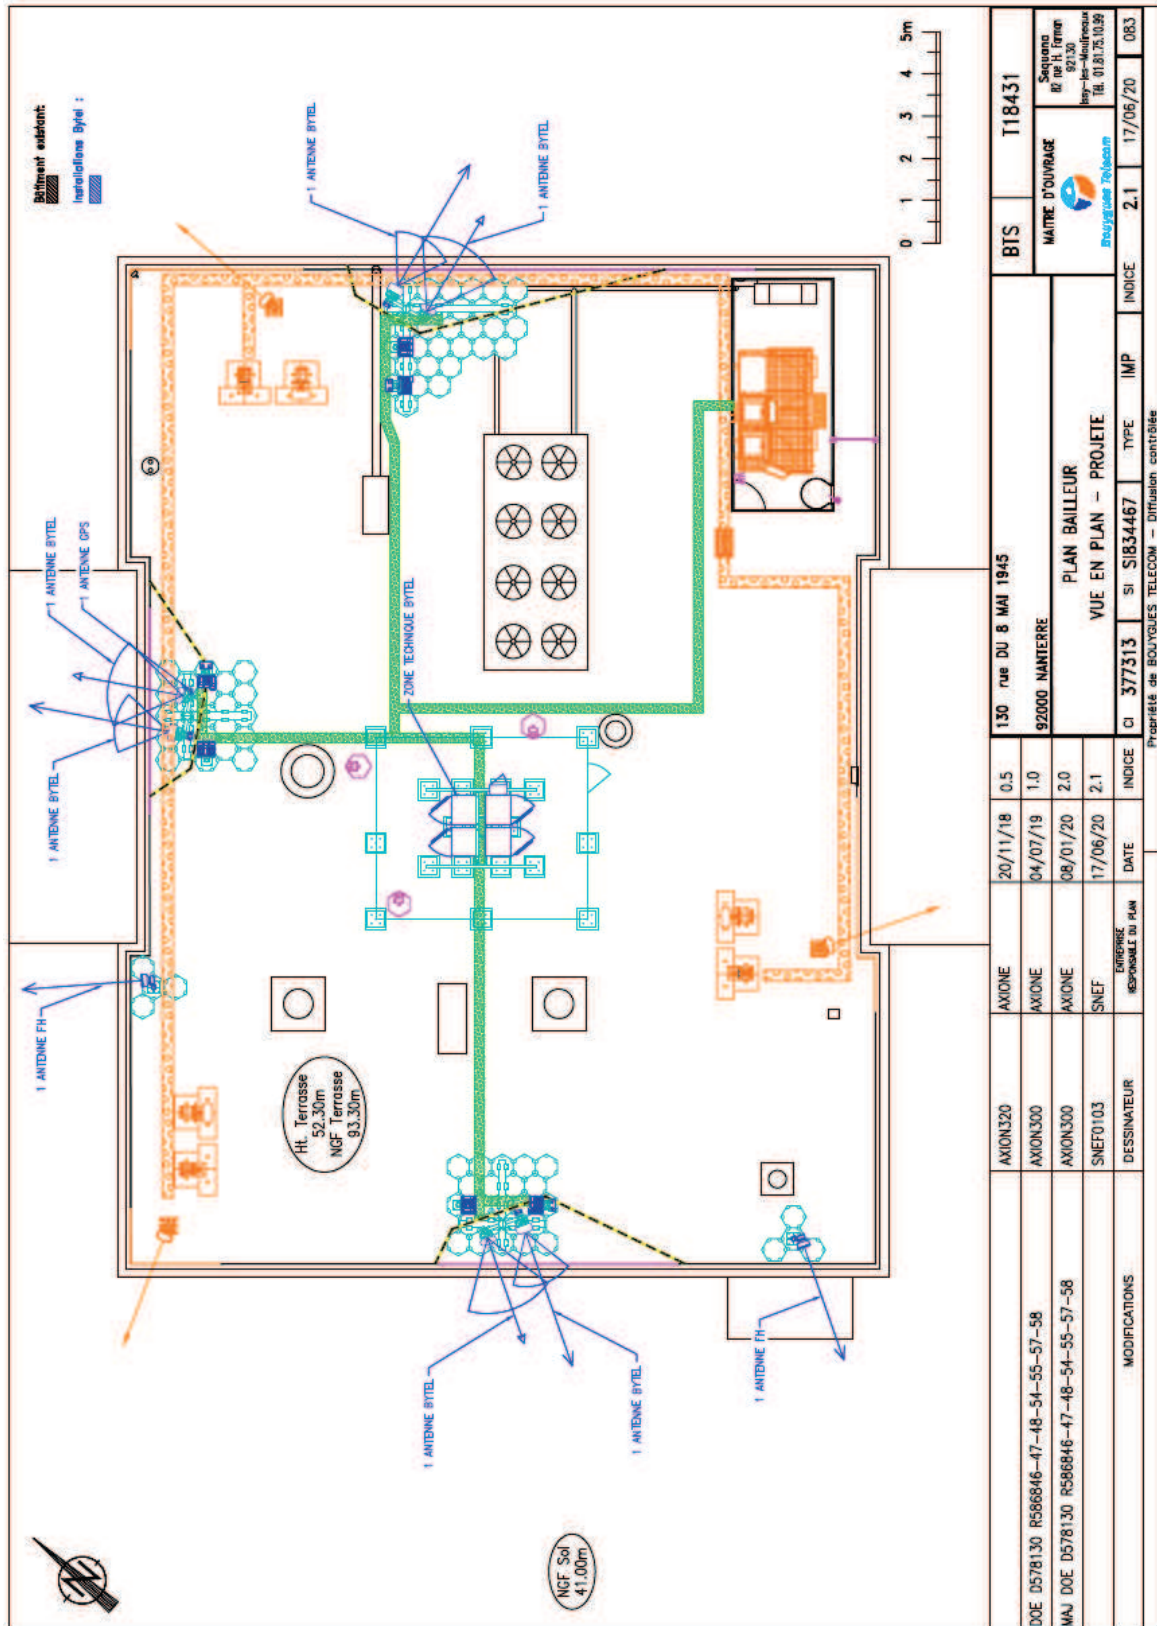 Bâtiment existant:
Installations Bytel :
1 ANTENNE BYTEL
1 ANTENNE BYTEL
1 ANTENNE BYTEL
1 ANTENNE GPS
1 ANTENNE BYTEL
1 ANTENNE FH
ZONE TECHNIQUE BYTEL
Ht. Terrasse
52.30m
NGF Terrasse
93.30m
1 ANTENNE BYTEL
1 ANTENNE BYTEL
1 ANTENNE FH
NGF Sol
41.00m
N
0 1 2 3 4 5m
DOE D578130 R586846-47-48-54-55-57-58
MAJ DOE D578130 R586846-47-48-54-55-57-58
MODIFICATIONS
AXION320 AXIONE 20/11/18 0.5
AXION300 AXIONE 04/07/19 1.0
AXION300 AXIONE 08/01/20 2.0
SNEF0103 SNEF 17/06/20 2.1
DESSINATEUR ENTREPRISE RESPONSABLE DU PLAN DATE INDICE
130 rue DU 8 MAI 1945
92000 NANTERRE
PLAN BAILLEUR
VUE EN PLAN - PROJETE
CI 377313 SI SI834467 TYPE IMP INDICE 2.1 17/06/20 083
BTS T18431
MAITRE D'OUVRAGE
Bouygues Telecom
Sequana
82 rue H. Farman
92130
Issy-les-Moulineaux
Tél. 01.81.75.10.99
Propriété de BOUYGUES TELECOM - Diffusion contrôlée